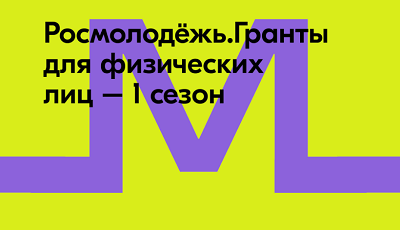 Росмолодёжь.Гранты
для физических
лиц — 1 сезон